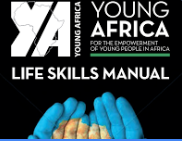 YA
YOUNG AFRICA
YOUNG
AFRICA
FOR THE EMPOWERMENT
OF YOUNG PEOPLE IN AFRICA
LIFE SKILLS MANUAL